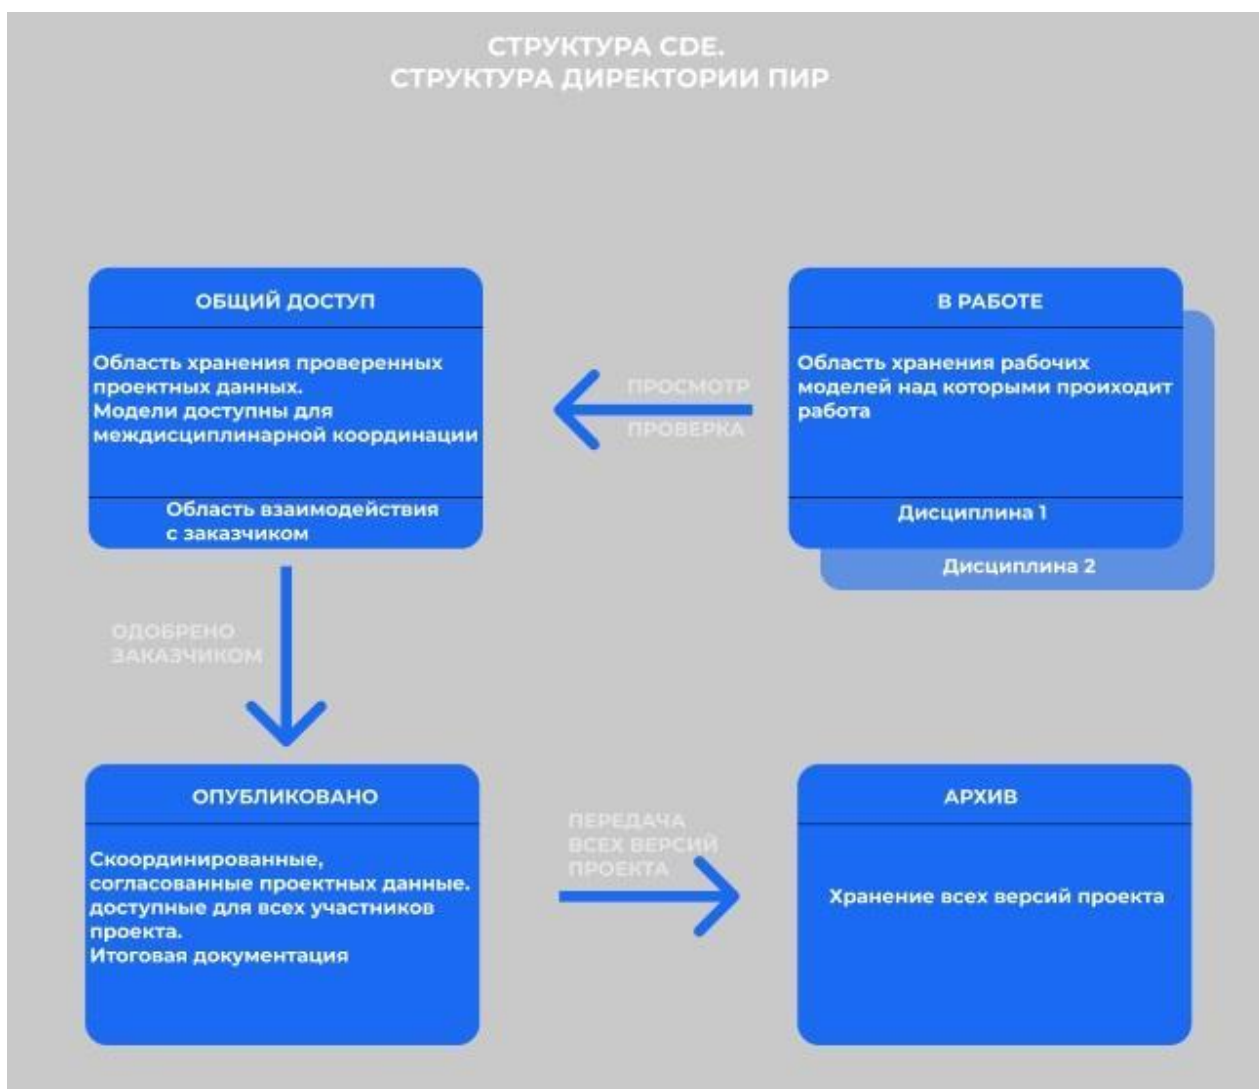 СТРУКТУРА CDE.
СТРУКТУРА ДИРЕКТОРИИ ПИР
ОБЩИЙ ДОСТУП
Область хранения проверенных
проектных данных.
Модели доступны для
междисциплинарной координации
Область взаимодействия
с заказчиком
ПРОСМОТР
ПРОВЕРКА
В РАБОТЕ
Область хранения рабочих
моделей над которыми проиходит
работа
Дисциплина 1
Дисциплина 2
ОДОБРЕНО
ЗАКАЗЧИКОМ
ОПУБЛИКОВАНО
Скоординированные,
согласованные проектных данные.
доступные для всех участников
проекта.
Итоговая документация
ПЕРЕДАЧА
ВСЕХ ВЕРСИЙ
ПРОЕКТА
АРХИВ
Хранение всех версий проекта